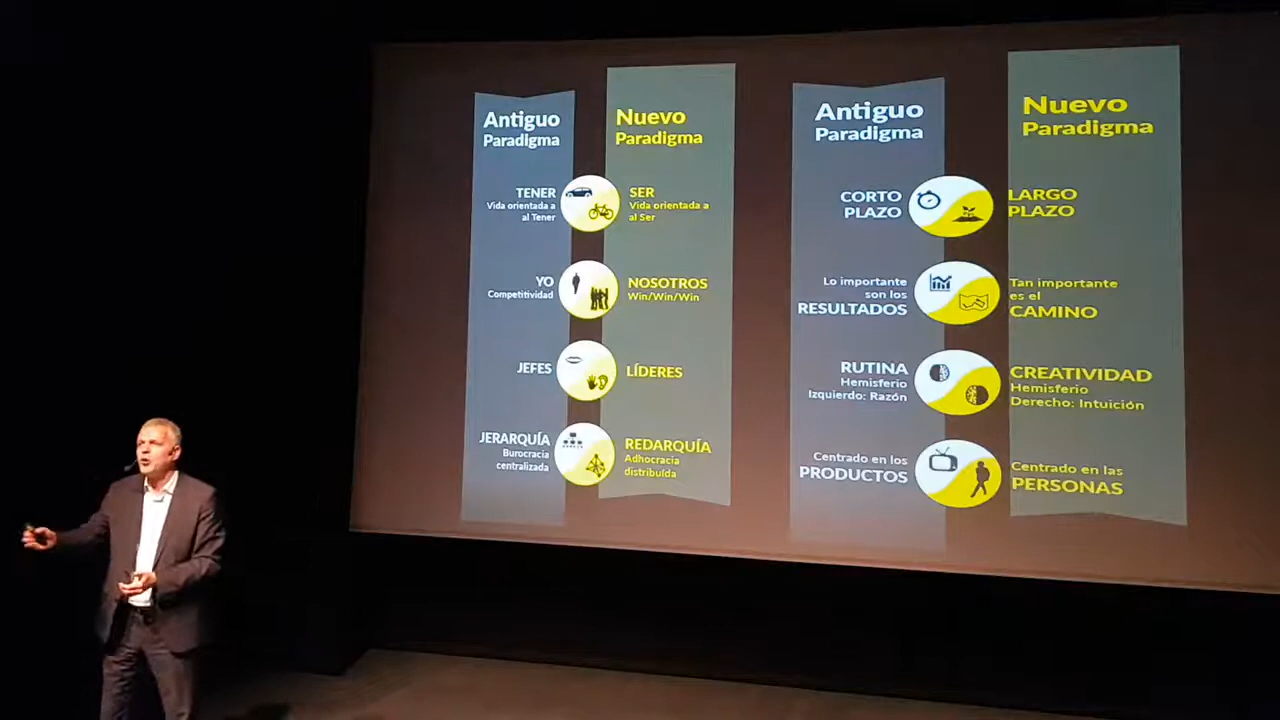 Antiguo
Paradigma
Nuevo
Paradigma
TENER
Vida orientada a
al Tener
SER
Vida orientada a
al Ser
YO
Competitividad
NOSOTROS
Win/Win/Win
JEFES
LÍDERES
JERARQUÍA
Burocracia
centralizada
REDARQUÍA
Adhocracia
distribuída
Antiguo
Paradigma
Nuevo
Paradigma
CORTO
PLAZO
LARGO
PLAZO
Lo importante
son los
RESULTADOS
Tan importante
es el
CAMINO
RUTINA
Hemisferio
Izquierdo: Razón
CREATIVIDAD
Hemisferio
Derecho: Intuición
Centrado en los
PRODUCTOS
Centrado en las
PERSONAS